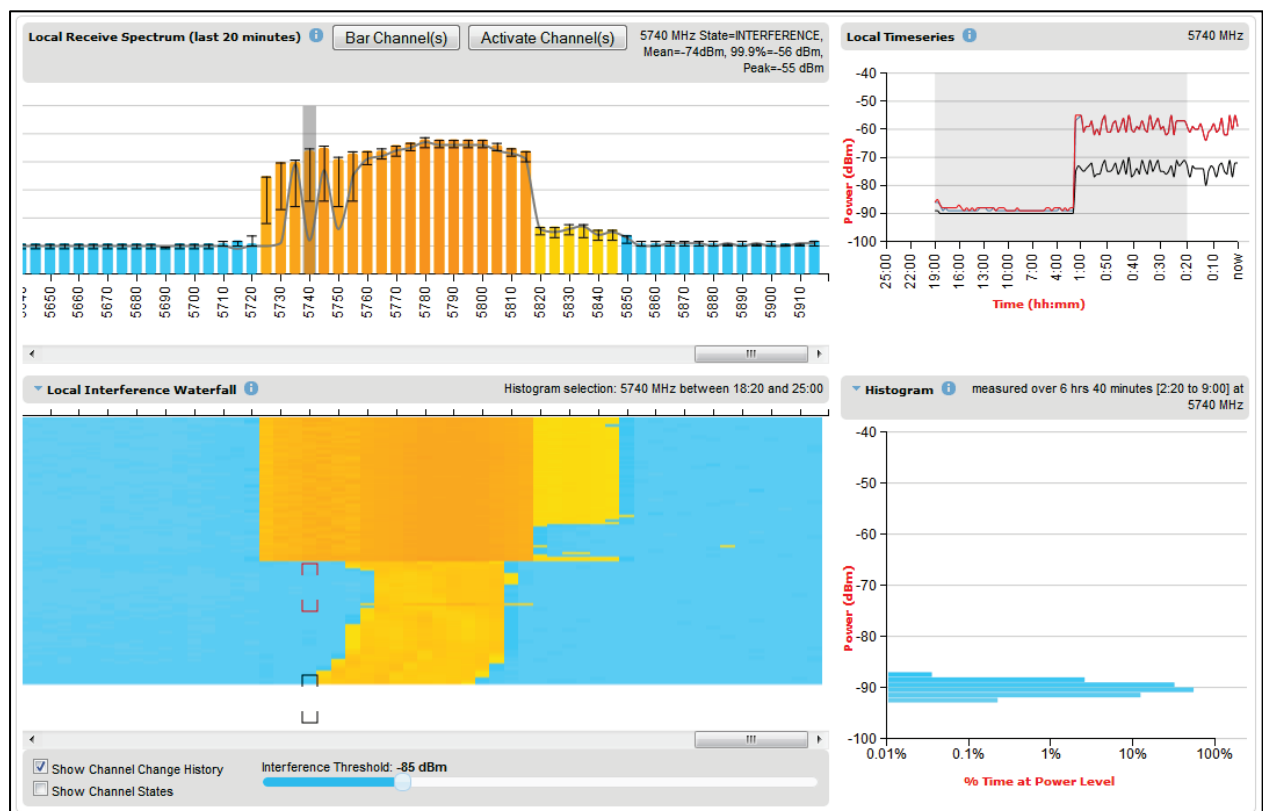 Local Receive Spectrum (last 20 minutes)
Bar Channel(s)
Activate Channel(s)
5740 MHz State=INTERFERENCE,
Mean=-74dBm, 99.9%=-56 dBm,
Peak=-55 dBm
5650
5660
5670
5680
5690
5700
5710
5720
5730
5740
5750
5760
5770
5780
5790
5800
5810
5820
5830
5840
5850
5860
5870
5880
5890
5900
5910
Local Timeseries
5740 MHz
-40
-50
-60
-70
-80
-90
-100
Power (dBm)
25:00
22:00
19:00
16:00
13:00
10:00
7:00
4:00
1:00
0:50
0:40
0:30
0:20
0:10
now
Time (hh:mm)
Local Interference Waterfall
Histogram selection: 5740 MHz between 18:20 and 25:00
Show Channel Change History
Show Channel States
Interference Threshold: -85 dBm
Histogram
measured over 6 hrs 40 minutes [2:20 to 9:00] at
5740 MHz
-40
-50
-60
-70
-80
-90
-100
Power (dBm)
0.01%
0.1%
1%
10%
100%
% Time at Power Level